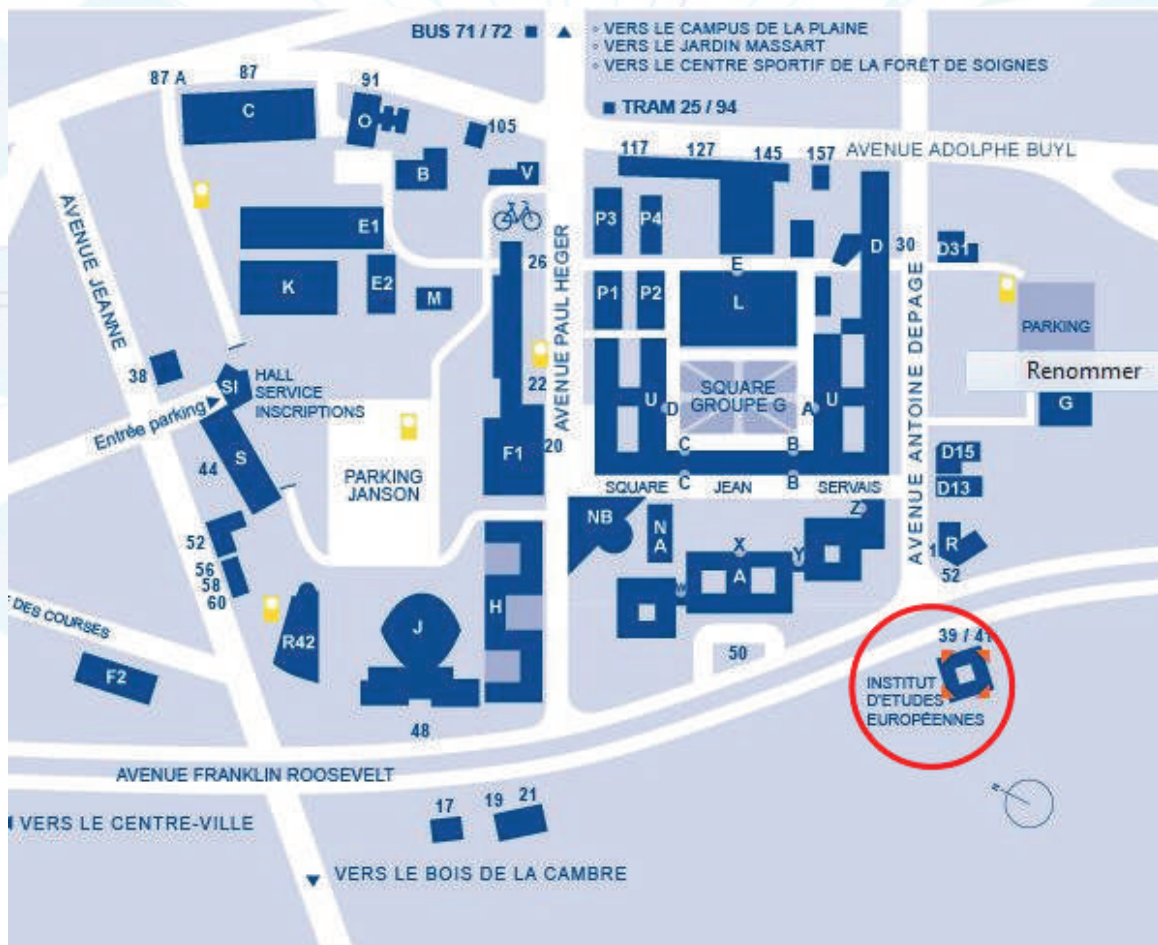 BUS 71 / 72
VERS LE CAMPUS DE LA PLAINE
VERS LE JARDIN MASSART
VERS LE CENTRE SPORTIF DE LA FORÊT DE SOIGNES
TRAM 25 / 94
87 A
87
91
105
C
O
B
V
117
127
145
157
AVENUE ADOLPHE BUYL
AVENUE JEANNE
E1
K
E2
M
26
AVENUE PAUL HEGER
P3
P4
P1
P2
E
L
D
30
D31
AVENUE ANTOINE DEPAGE
PARKING
Renommer
G
38
SI
HALL
SERVICE
INSCRIPTIONS
Entrée parking
S
44
22
20
F1
U
D
SQUARE
GROUPE G
A
U
C
B
PARKING
JANSON
SQUARE
C
JEAN
B
SERVAIS
D15
D13
52
56
58
60
NB
N
A
X
A
Y
Z
W
R
1
52
DES COURSES
F2
R42
J
H
48
50
39 / 41
INSTITUT
D'ETUDES
EUROPÉENNES
AVENUE FRANKLIN ROOSEVELT
17
19
21
VERS LE CENTRE-VILLE
VERS LE BOIS DE LA CAMBRE